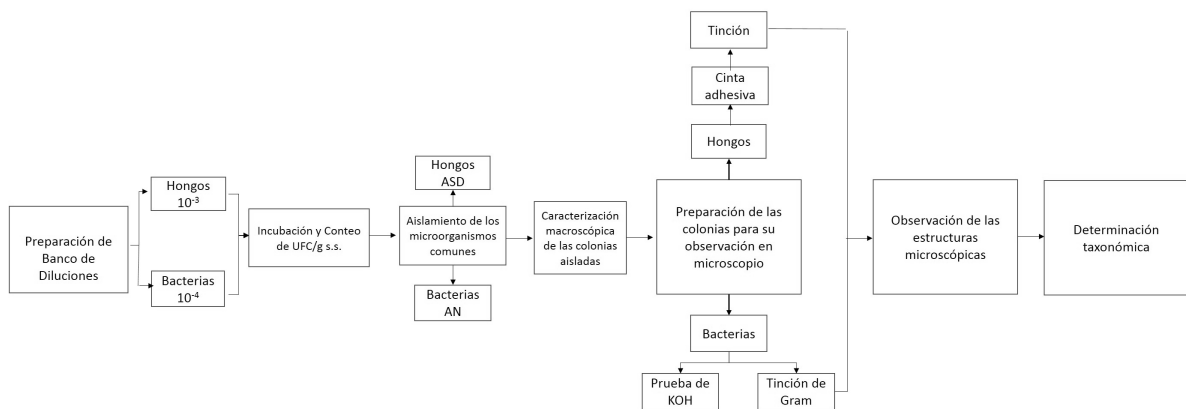 Preparación de
Banco de
Diluciones
Hongos
10⁻³
Bacterias
10⁻⁴
Incubación y Conteo
de UFC/g s.s.
Hongos
ASD
Aislamiento de los
microorganismos
comunes
Bacterias
AN
Caracterización
macroscópica
de las colonias
aisladas
Tinción
Cinta
adhesiva
Hongos
Preparación de las
colonias para su
observación en
microscopio
Bacterias
Prueba de
KOH
Tinción de
Gram
Observación de las
estructuras
microscópicas
Determinación
taxonómica